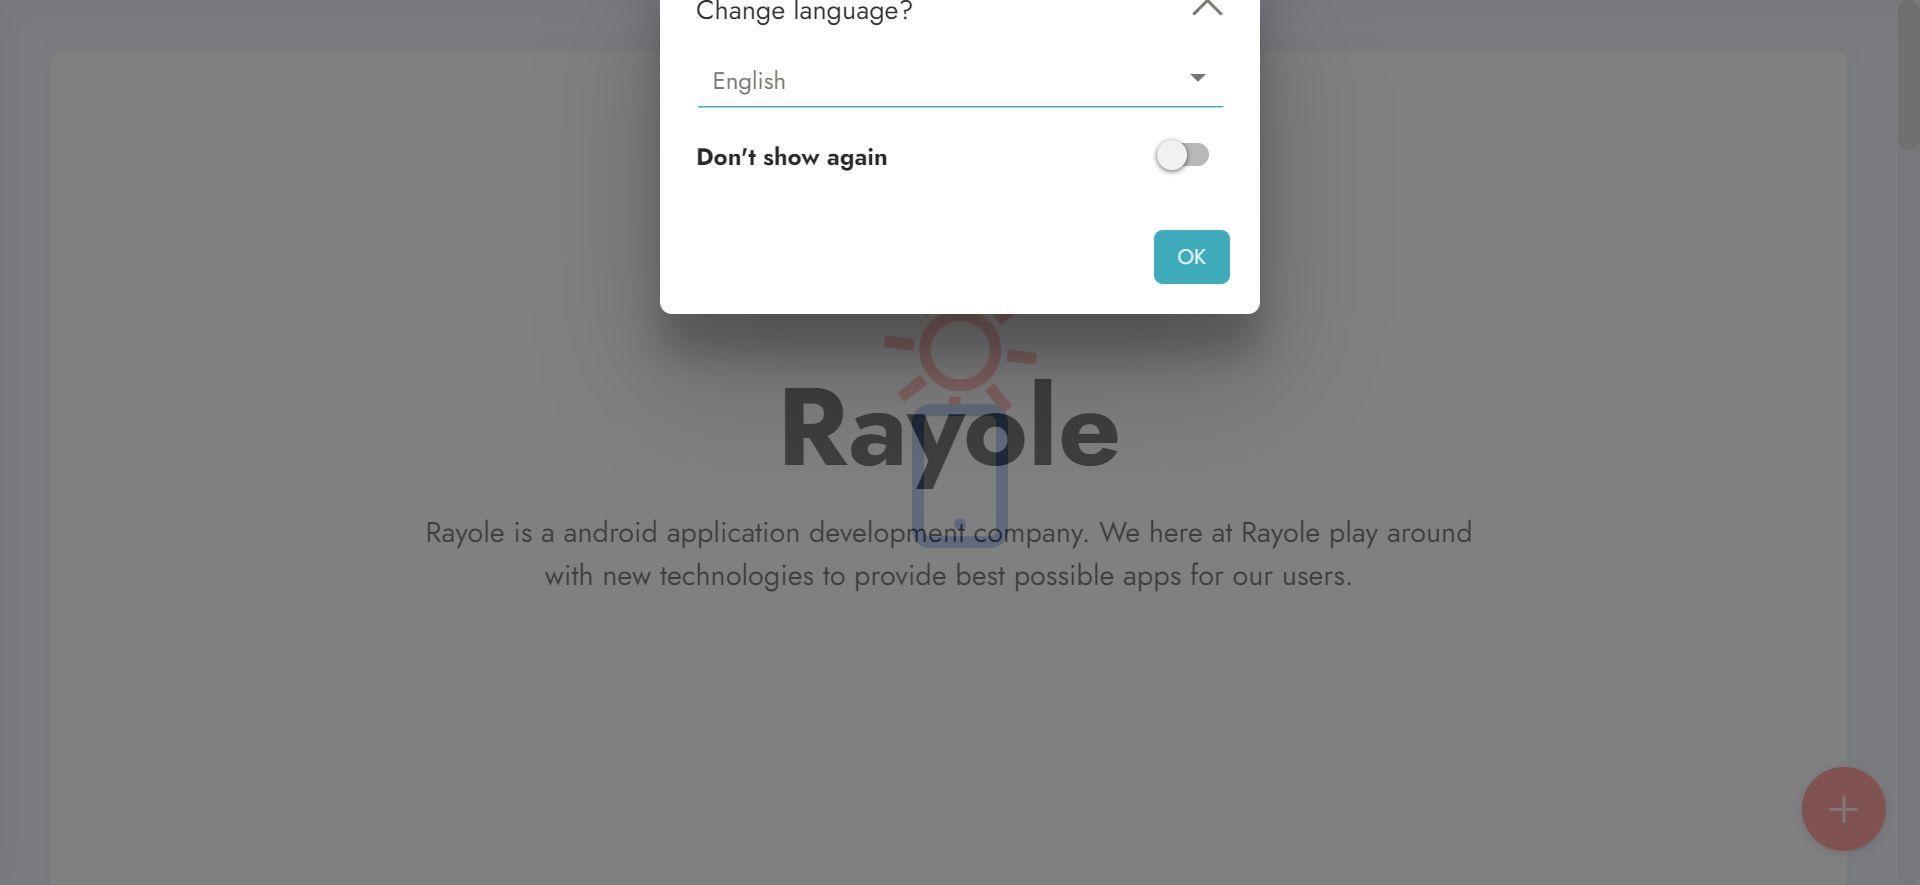 Change language?
English
Don't show again
OK
Rayole
Rayole is a android application development company. We here at Rayole play around
with new technologies to provide best possible apps for our users.